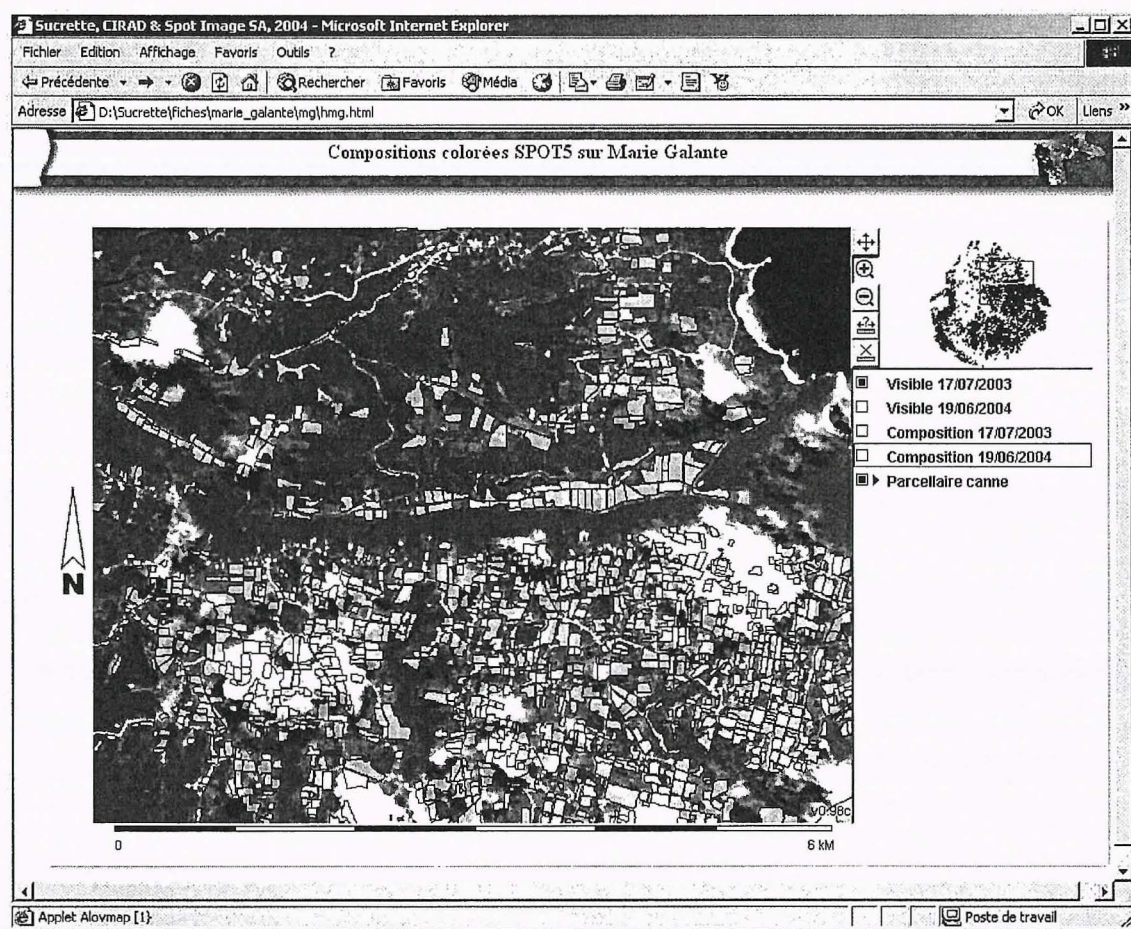 Sucrette, CIRAD & Spot Image SA, 2004 - Microsoft Internet Explorer
Fichier Edition Affichage Favoris Outils ?
Précédente Rechercher Favoris Média
Adresse D:\Sucrette\fiches\marie_galante\mg\hmg.html OK Liens »
Compositions colorées SPOT5 sur Marie Galante
Visible 17/07/2003
Visible 19/06/2004
Composition 17/07/2003
Composition 19/06/2004
Parcellaire canne
N
v0.98c
0 6 kM
Applet Alovmap [1} Poste de travail